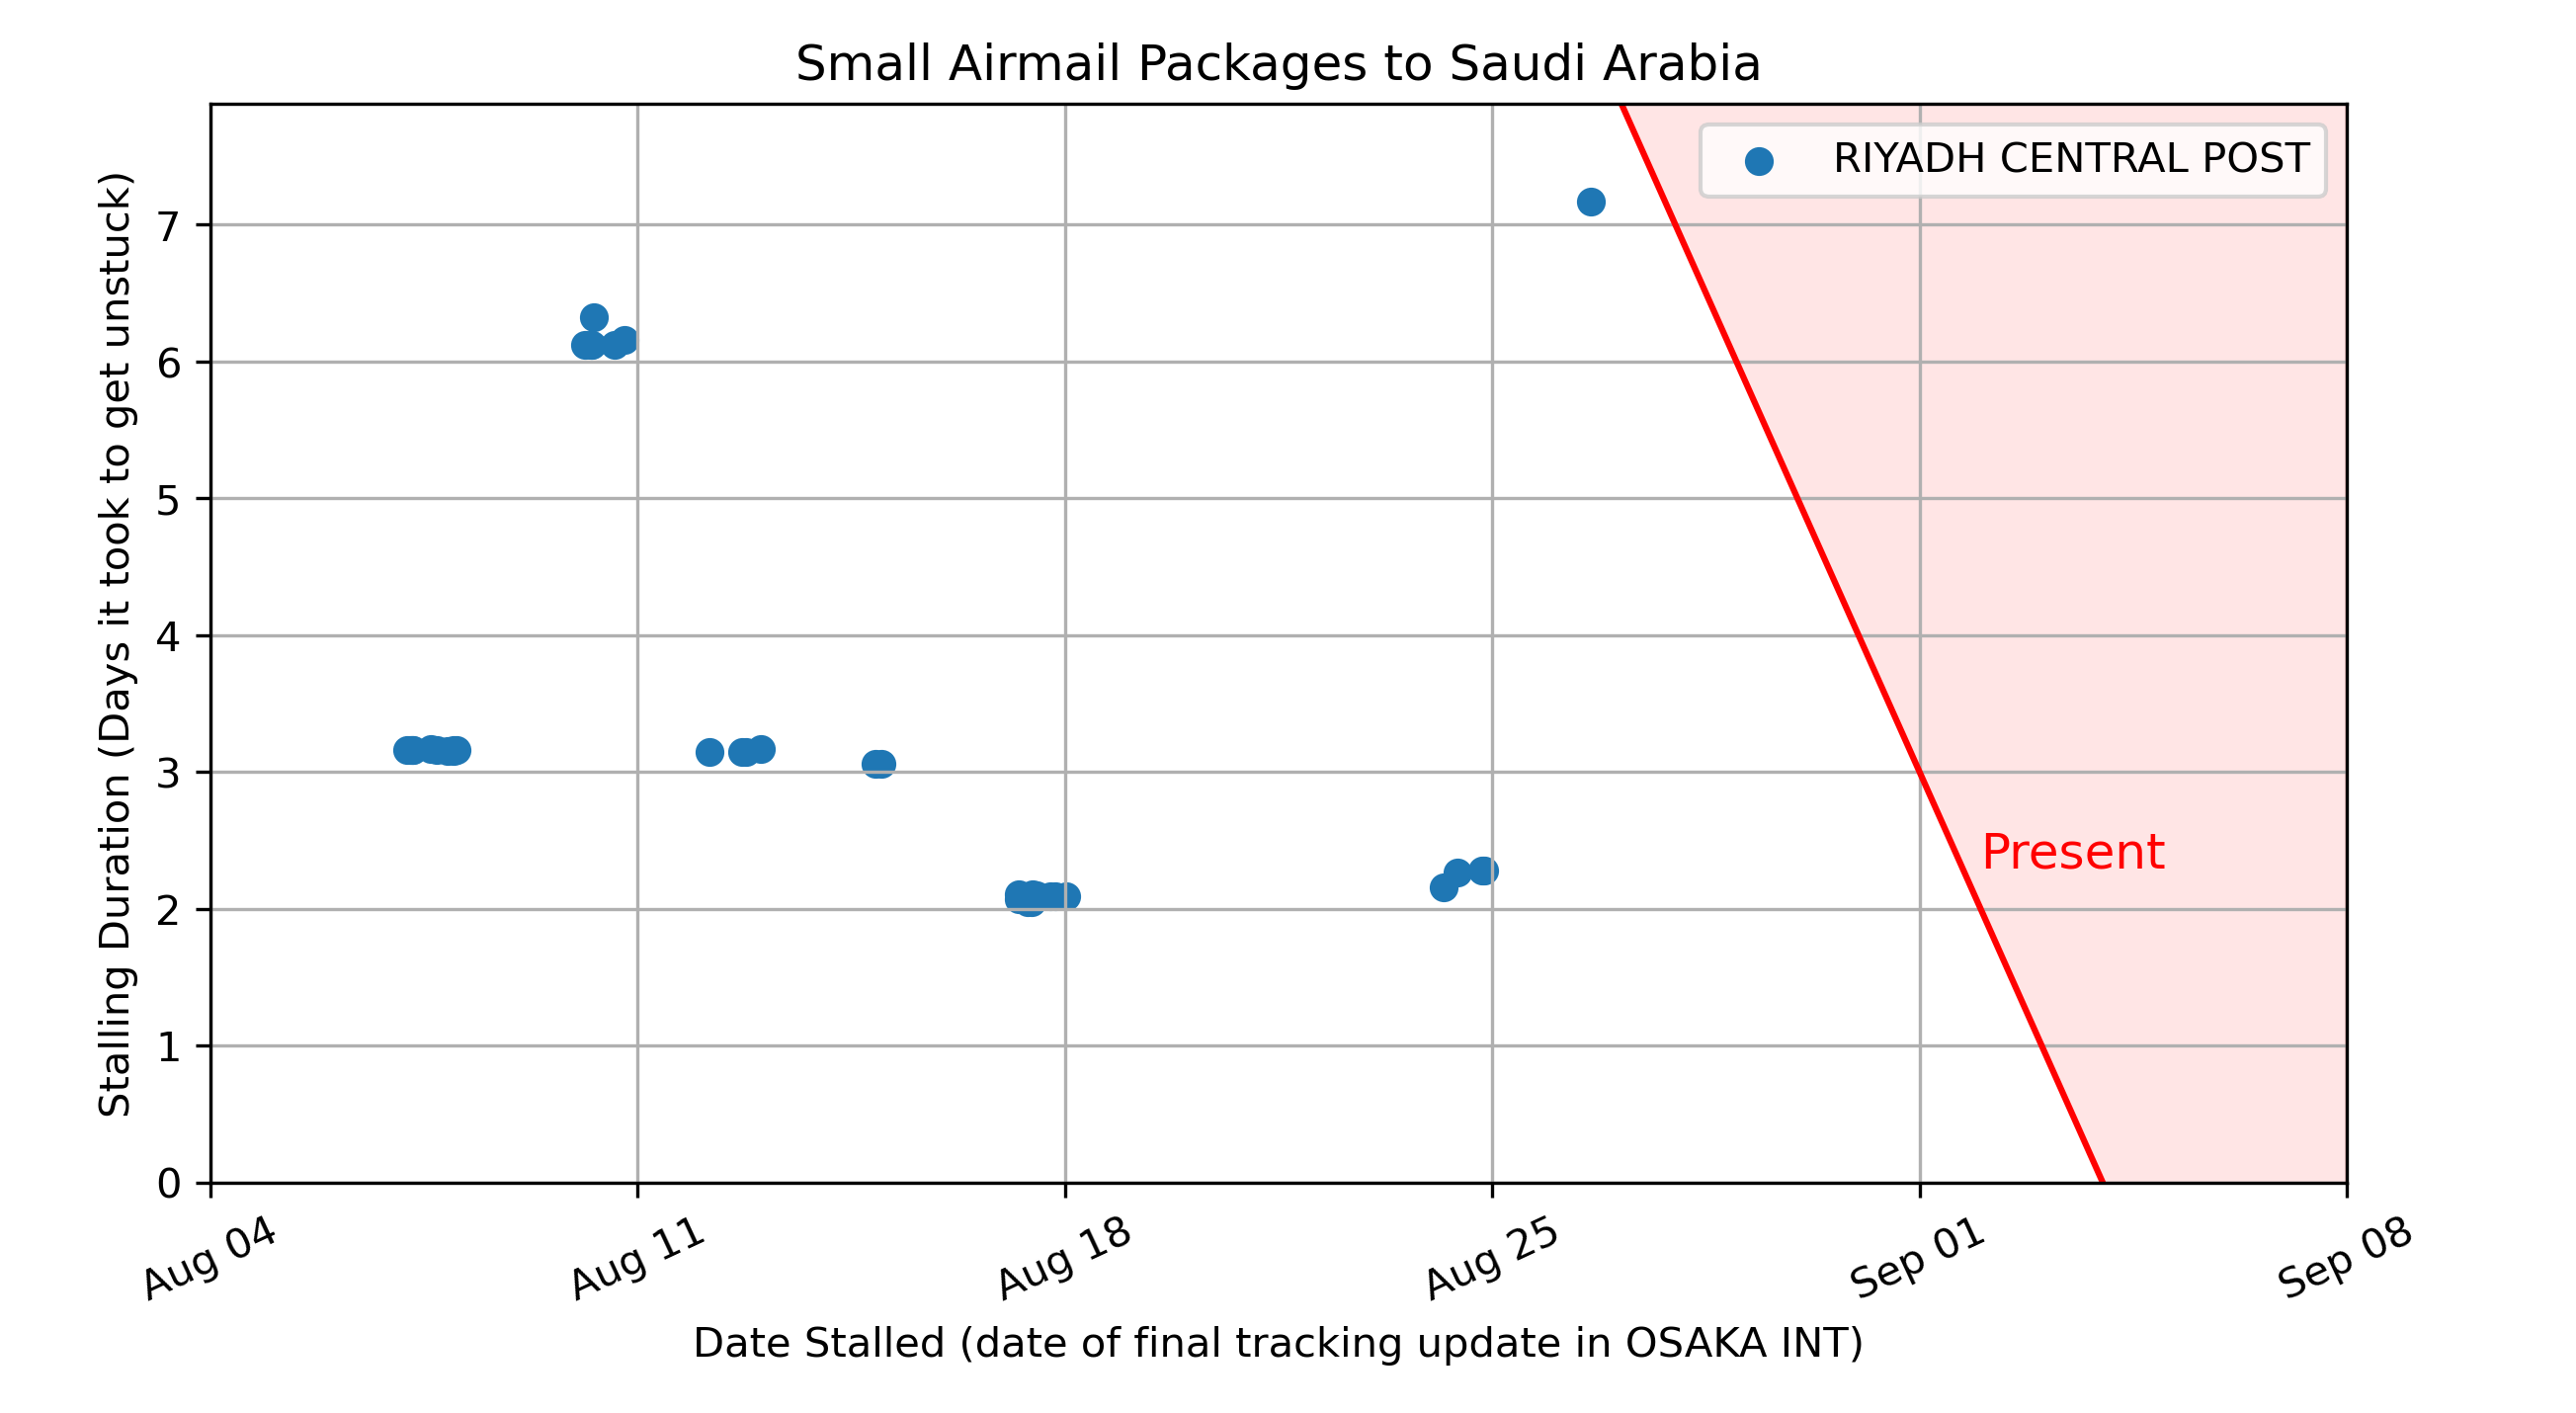 Small Airmail Packages to Saudi Arabia
RIYADH CENTRAL POST
Stalling Duration (Days it took to get unstuck)
7
6
5
4
3
2
1
0
Present
Aug 04
Aug 11
Aug 18
Aug 25
Sep 01
Sep 08
Date Stalled (date of final tracking update in OSAKA INT)